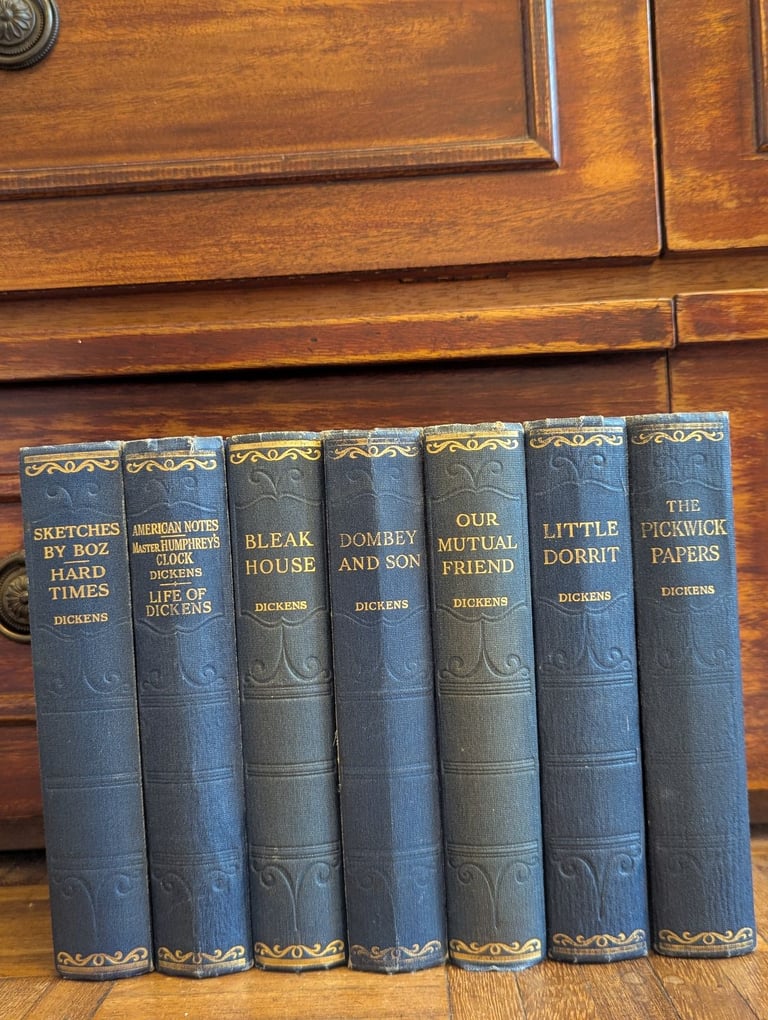 SKETCHES
BY BOZ
HARD
TIMES
DICKENS
AMERICAN NOTES
MASTER HUMPHREY'S
CLOCK
DICKENS
LIFE OF
DICKENS
BLEAK
HOUSE
DICKENS
DOMBEY
AND SON
DICKENS
OUR
MUTUAL
FRIEND
DICKENS
LITTLE
DORRIT
DICKENS
THE
PICKWICK
PAPERS
DICKENS